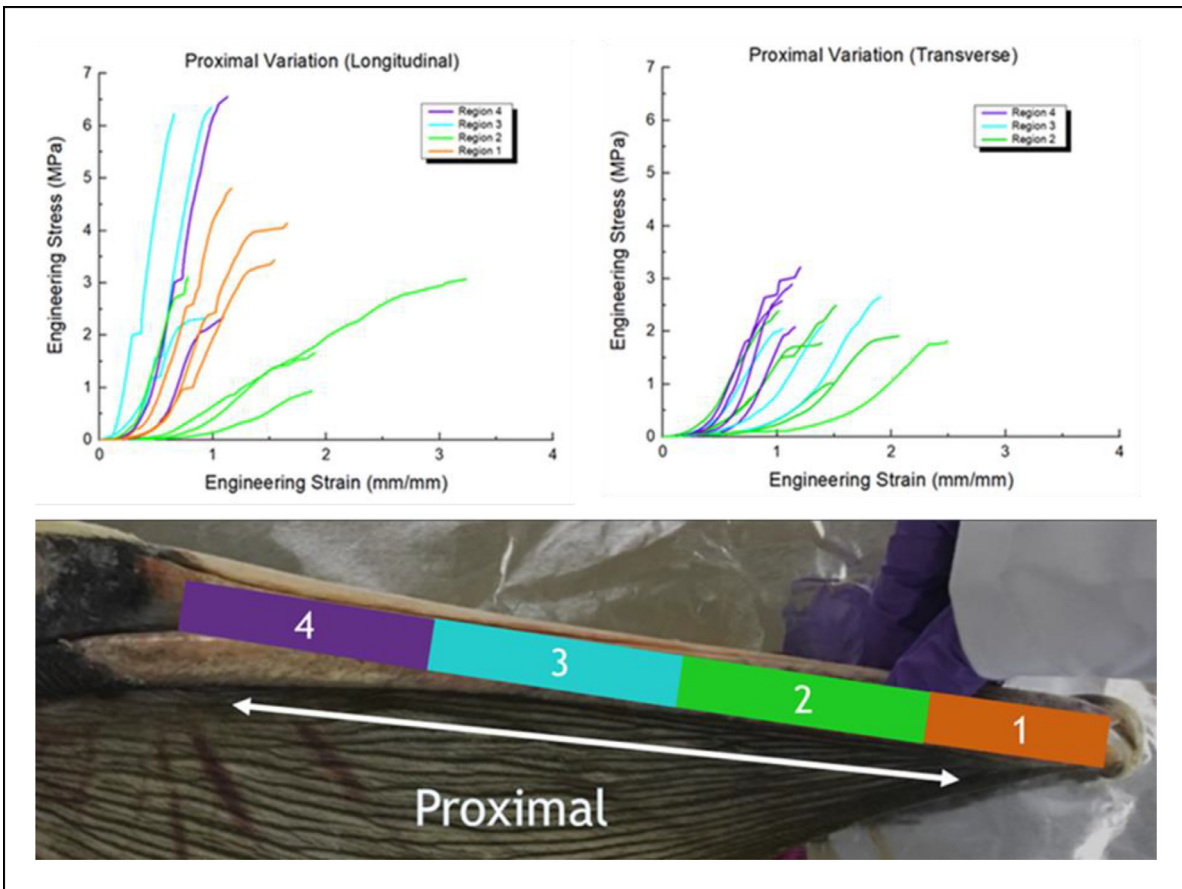 Proximal Variation (Longitudinal)
7
6
5
4
3
2
1
0
Engineering Stress (MPa)
Region 4
Region 3
Region 2
Region 1
0
1
2
3
4
Engineering Strain (mm/mm)
Proximal Variation (Transverse)
7
6
5
4
3
2
1
0
Engineering Stress (MPa)
Region 4
Region 3
Region 2
0
1
2
3
4
Engineering Strain (mm/mm)
4
3
2
1
Proximal